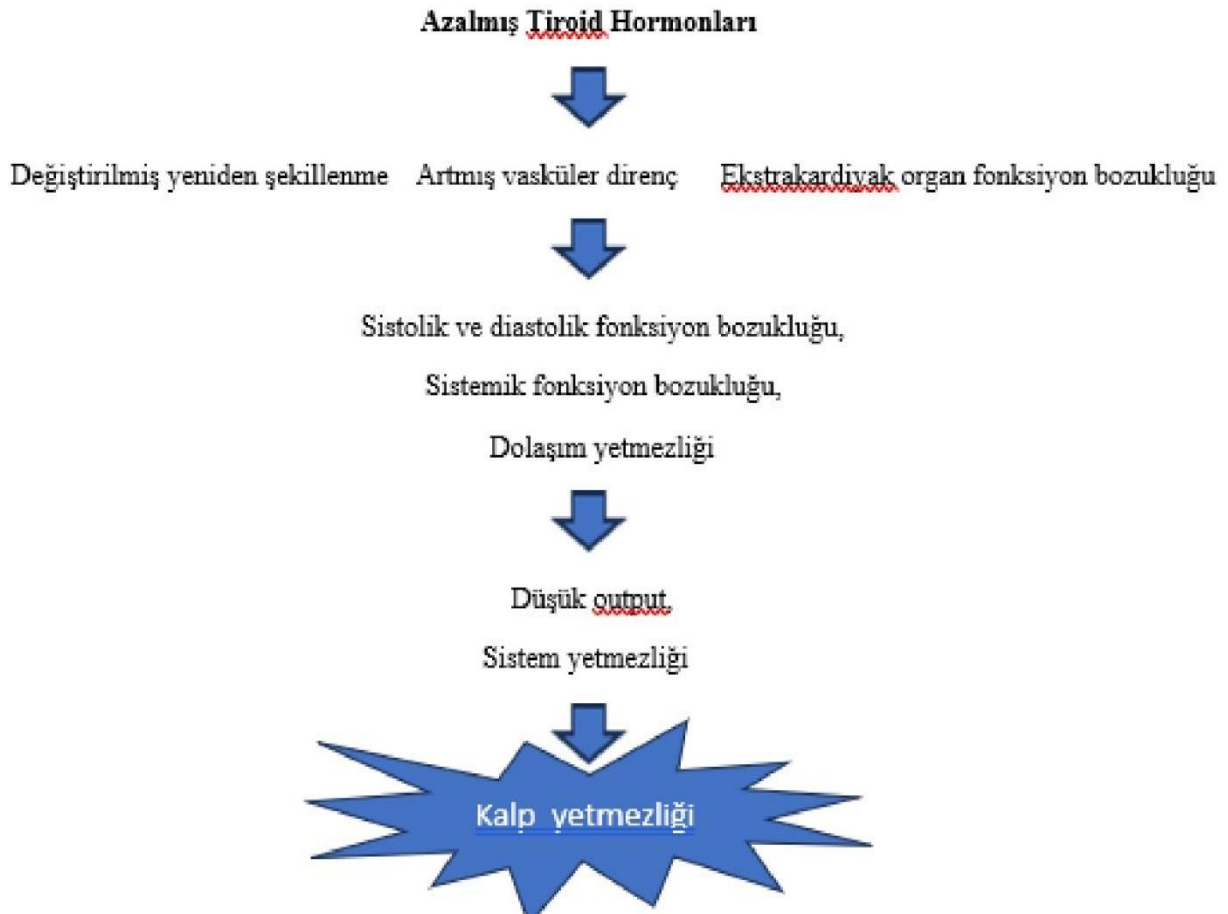 Azalmış Tiroid Hormonları
Değiştirilmiş yeniden şekillenme Artmış vasküler direnç Ekstrakardiyak organ fonksiyon bozukluğu
Sistolik ve diastolik fonksiyon bozukluğu,
Sistemik fonksiyon bozukluğu,
Dolaşım yetmezliği
Düşük output,
Sistem yetmezliği
Kalp yetmezliği